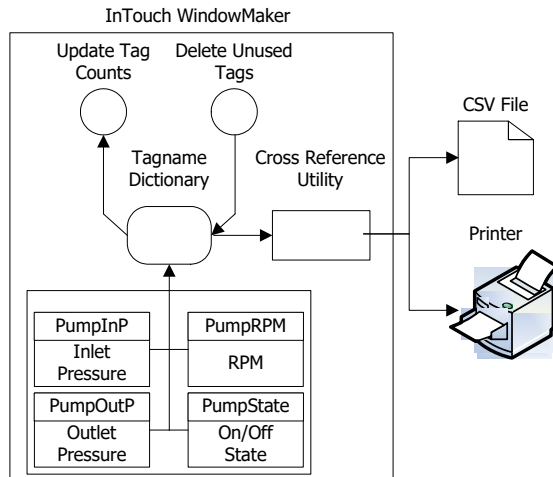 InTouch WindowMaker
Update Tag
Counts
Delete Unused
Tags
CSV File
Tagname
Dictionary
Cross Reference
Utility
Printer
PumpInP
Inlet
Pressure
PumpRPM
RPM
PumpOutP
Outlet
Pressure
PumpState
On/Off
State